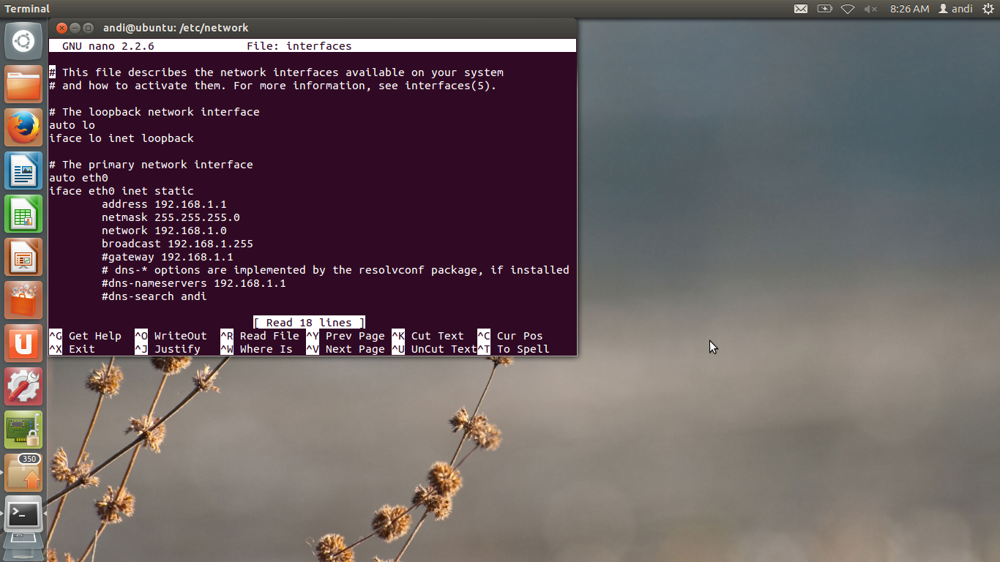 Terminal
8:26 AM andi
andi@ubuntu: /etc/network
GNU nano 2.2.6 File: interfaces
# This file describes the network interfaces available on your system
# and how to activate them. For more information, see interfaces(5).
# The loopback network interface
auto lo
iface lo inet loopback
# The primary network interface
auto eth0
iface eth0 inet static
address 192.168.1.1
netmask 255.255.255.0
network 192.168.1.0
broadcast 192.168.1.255
#gateway 192.168.1.1
# dns-* options are implemented by the resolvconf package, if installed
#dns-nameservers 192.168.1.1
#dns-search andi
[ Read 18 lines ]
^G Get Help ^O WriteOut ^R Read File ^Y Prev Page ^K Cut Text ^C Cur Pos
^X Exit ^J Justify ^W Where Is ^V Next Page ^U UnCut Text ^T To Spell
350